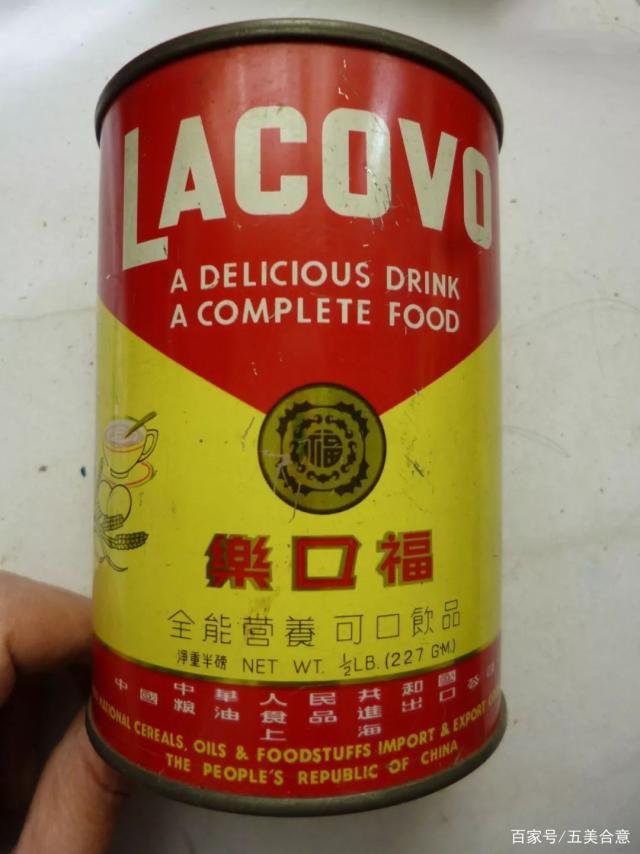 LACOVO
A DELICIOUS DRINK
A COMPLETE FOOD
福
樂口福
全能營養 可口飲品
淨重半磅 NET WT. ½LB. (227 GM.)
中華人民共和國
中國糧油食品進出口公司
上海
NATIONAL CEREALS, OILS & FOODSTUFFS IMPORT & EXPORT
THE PEOPLE'S REPUBLIC OF CHINA
百家号/五美合意